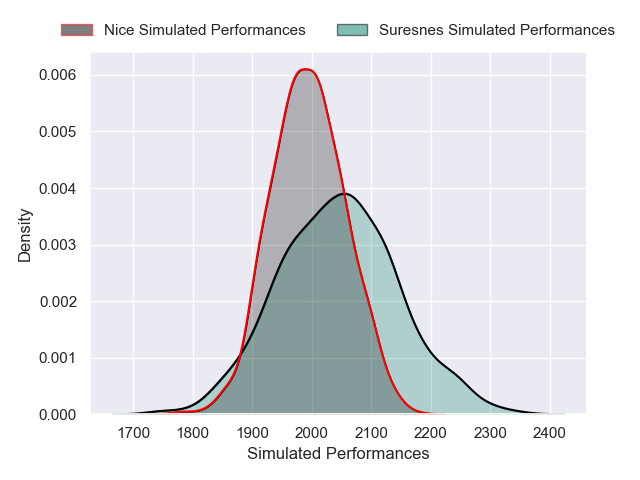 Nice Simulated Performances Suresnes Simulated Performances
0.006
0.005
0.004
0.003
0.002
0.001
0.000
Density
1700 1800 1900 2000 2100 2200 2300 2400
Simulated Performances